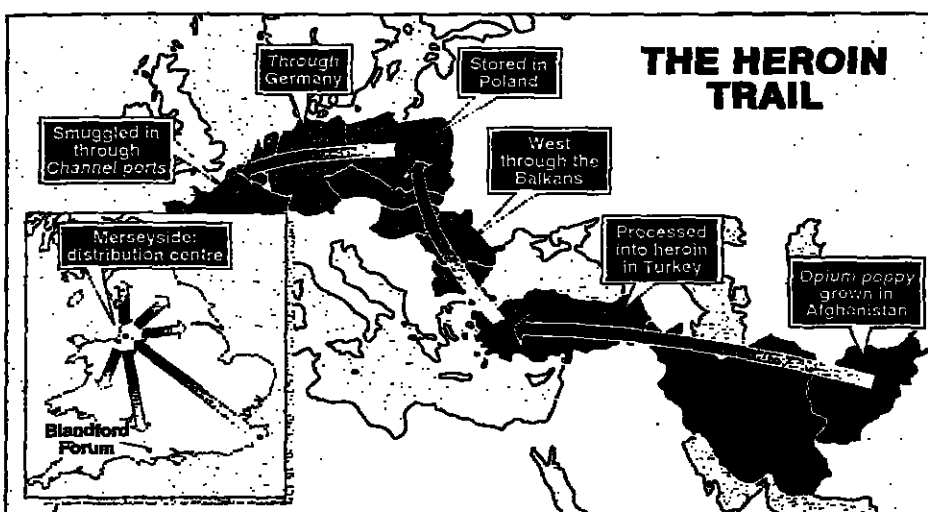 THE HEROIN
TRAIL
Through
Germany
Stored in
Poland
Smuggled in
through
Channel ports
West
through the
Balkans
Merseyside:
distribution centre
Processed
into heroin
in Turkey
Opium poppy
grown in
Afghanistan
Blandford
Forum